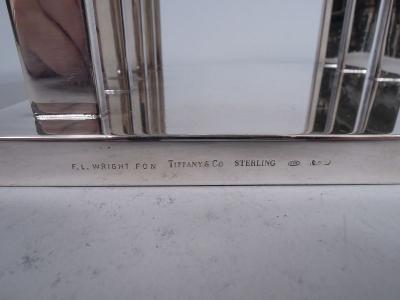 F.L. WRIGHT FDN TIFFANY & CO STERLING